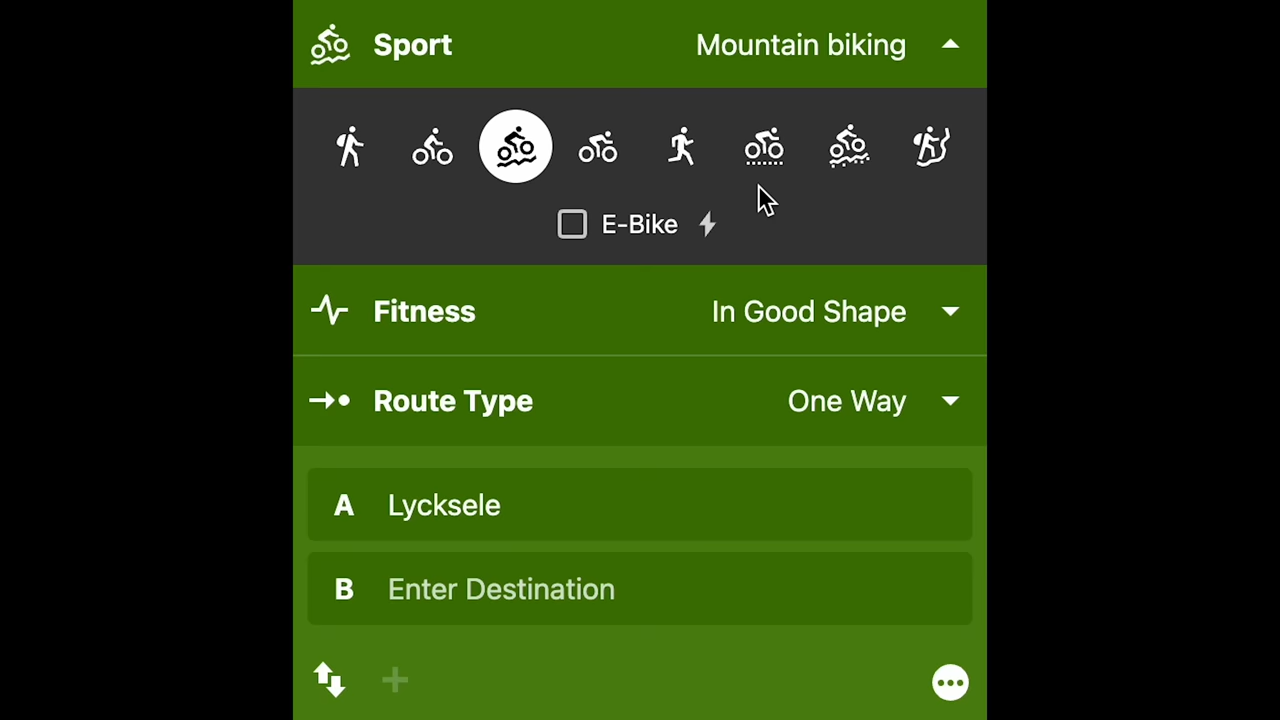 Sport Mountain biking
E-Bike
Fitness In Good Shape
Route Type One Way
A Lycksele
B Enter Destination